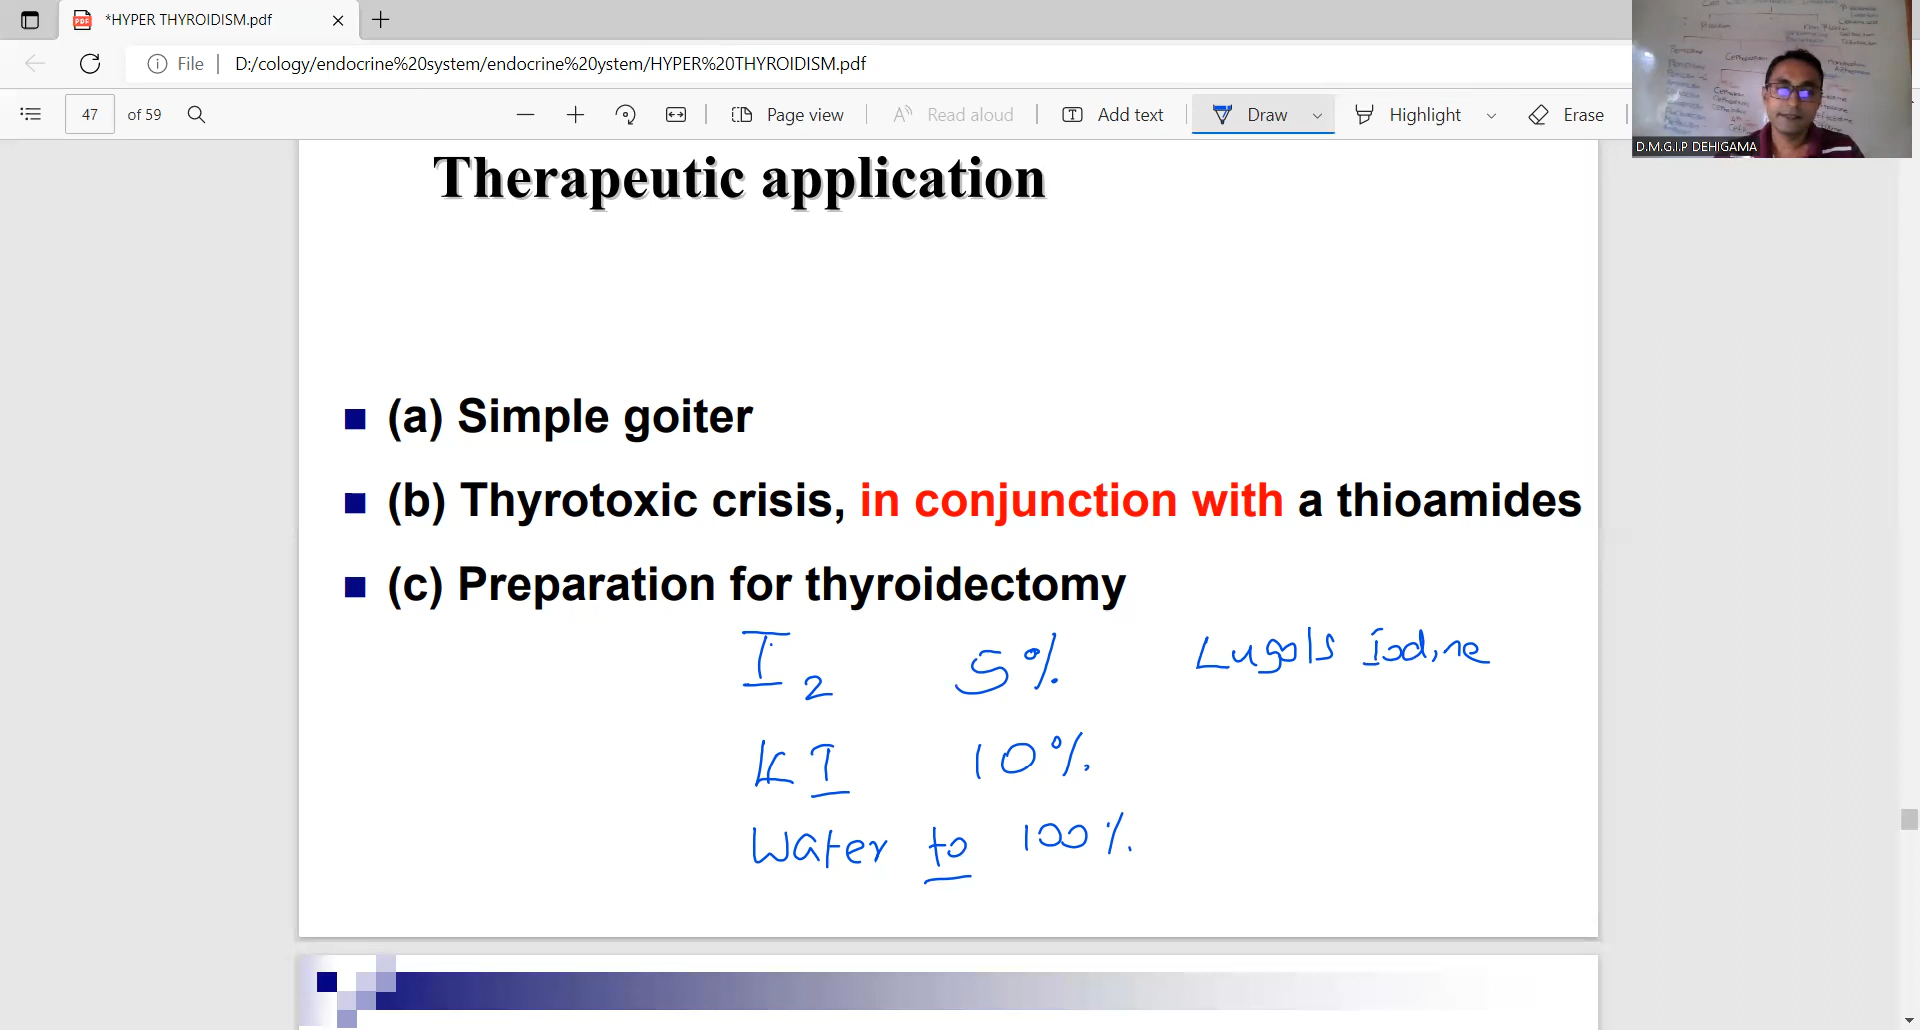 *HYPER THYROIDISM.pdf
File | D:/cology/endocrine%20system/endocrine%20ystem/HYPER%20THYROIDISM.pdf
47 of 59 Page view Read aloud Add text Draw Highlight Erase
D.M.G.I.P DEHIGAMA
Therapeutic application
(a) Simple goiter
(b) Thyrotoxic crisis, in conjunction with a thioamides
(c) Preparation for thyroidectomy
I2 5% Lugols Iodine
KI 10%
Water to 100%